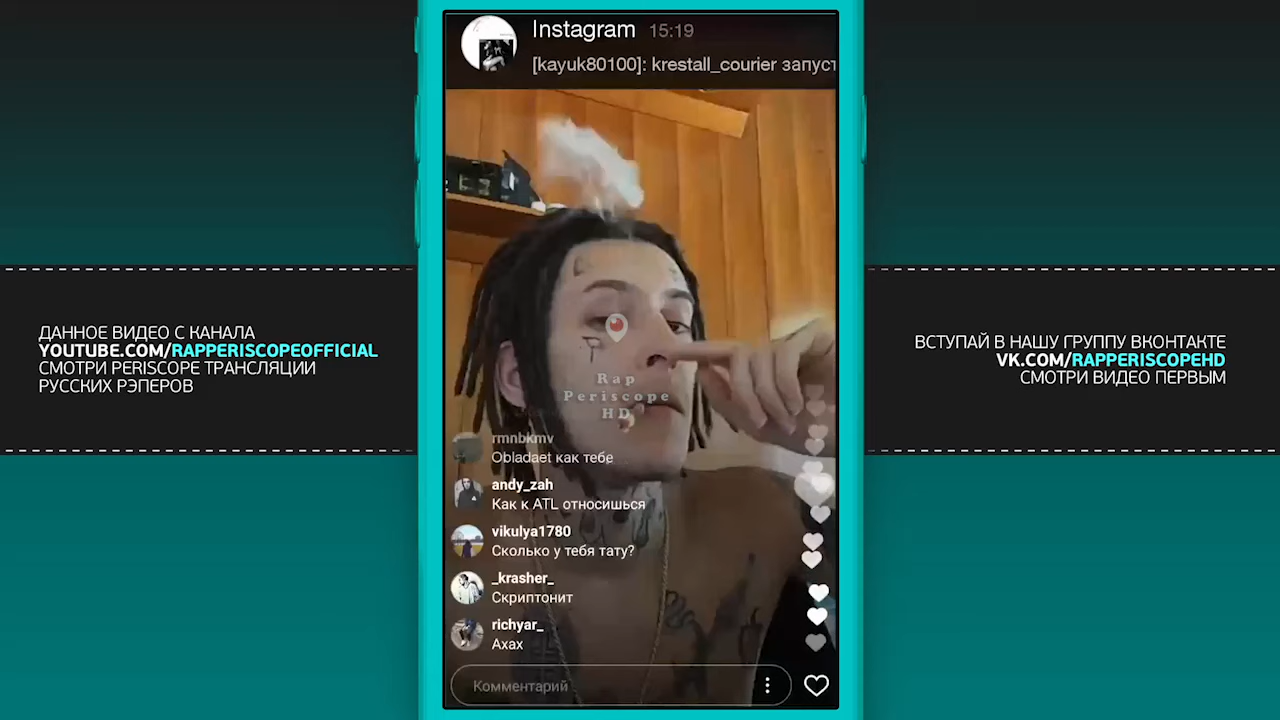 Instagram 15:19
[kayuk80100]: krestall_courier запуст
ДАННОЕ ВИДЕО С КАНАЛА
YOUTUBE.COM/RAPPERISCOPEOFFICIAL
СМОТРИ PERISCOPE ТРАНСЛЯЦИИ
РУССКИХ РЭПЕРОВ
ВСТУПАЙ В НАШУ ГРУППУ ВКОНТАКТЕ
VK.COM/RAPPERISCOPEHD
СМОТРИ ВИДЕО ПЕРВЫМ
Rap
Periscope
HD
rmnbkmv
Obladaet как тебе
andy_zah
Как к ATL относишься
vikulya1780
Сколько у тебя тату?
_krasher_
Скриптонит
richyar_
Ахах
Комментарий